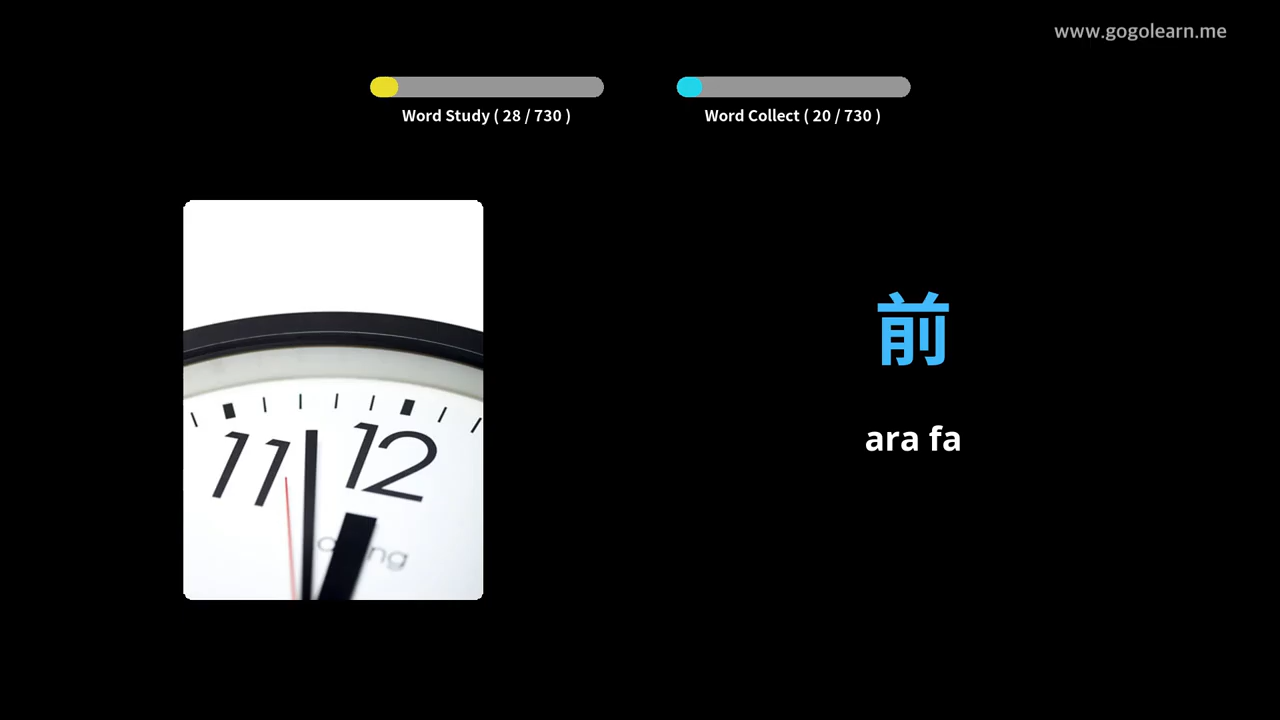 www.gogolearn.me
Word Study ( 28 / 730 )
Word Collect ( 20 / 730 )
11 12
前
ara fa